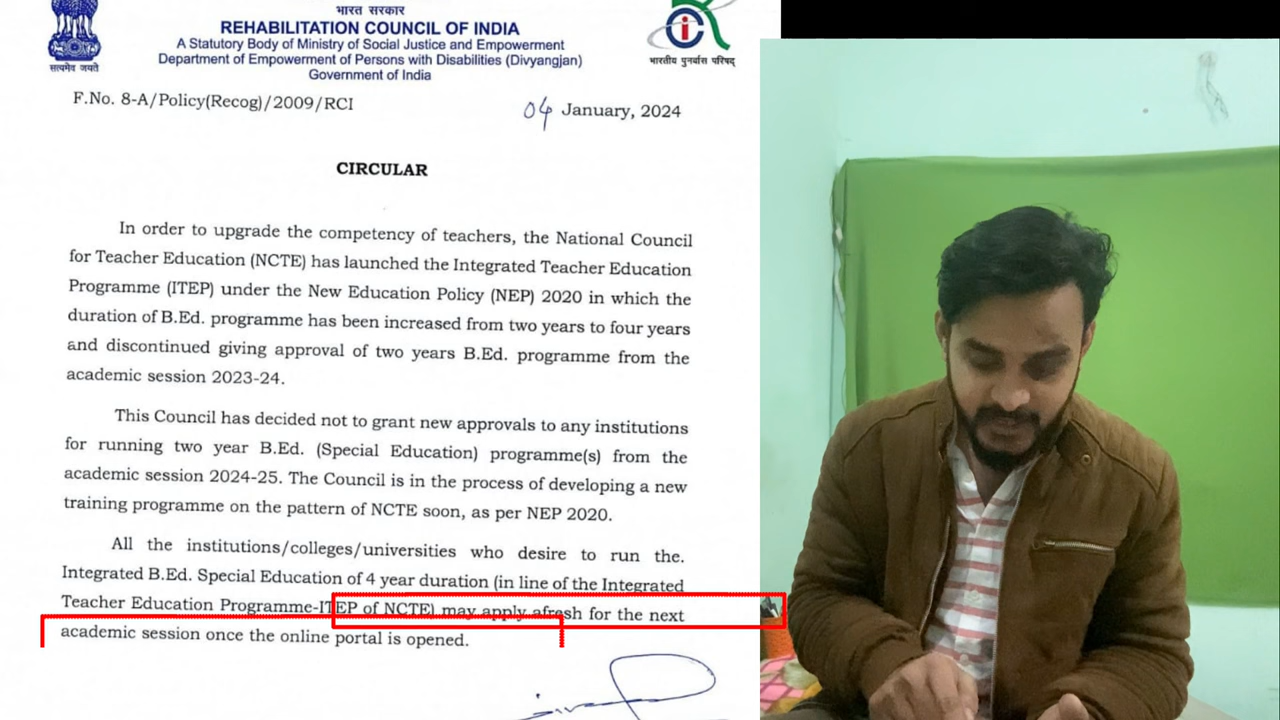 भारत सरकार
REHABILITATION COUNCIL OF INDIA
A Statutory Body of Ministry of Social Justice and Empowerment
Department of Empowerment of Persons with Disabilities (Divyangjan)
Government of India
सत्यमेव जयते
भारतीय पुनर्वास परिषद्
F.No. 8-A/Policy(Recog)/2009/RCI
04 January, 2024
CIRCULAR
In order to upgrade the competency of teachers, the National Council
for Teacher Education (NCTE) has launched the Integrated Teacher Education
Programme (ITEP) under the New Education Policy (NEP) 2020 in which the
duration of B.Ed. programme has been increased from two years to four years
and discontinued giving approval of two years B.Ed. programme from the
academic session 2023-24.
This Council has decided not to grant new approvals to any institutions
for running two year B.Ed. (Special Education) programme(s) from the
academic session 2024-25. The Council is in the process of developing a new
training programme on the pattern of NCTE soon, as per NEP 2020.
All the institutions/colleges/universities who desire to run the.
Integrated B.Ed. Special Education of 4 year duration (in line of the Integrated
Teacher Education Programme-ITEP of NCTE) may apply afresh for the next
academic session once the online portal is opened.